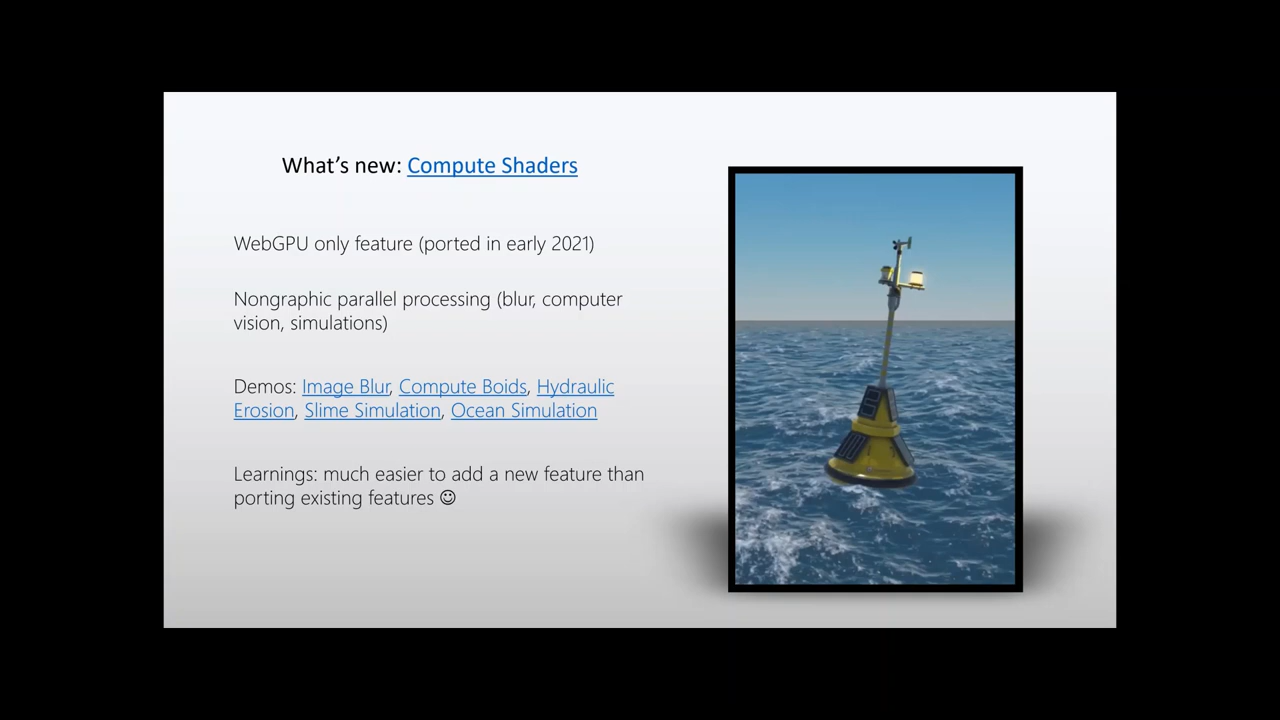 What's new: Compute Shaders
WebGPU only feature (ported in early 2021)
Nongraphic parallel processing (blur, computer
vision, simulations)
Demos: Image Blur, Compute Boids, Hydraulic
Erosion, Slime Simulation, Ocean Simulation
Learnings: much easier to add a new feature than
porting existing features ☺